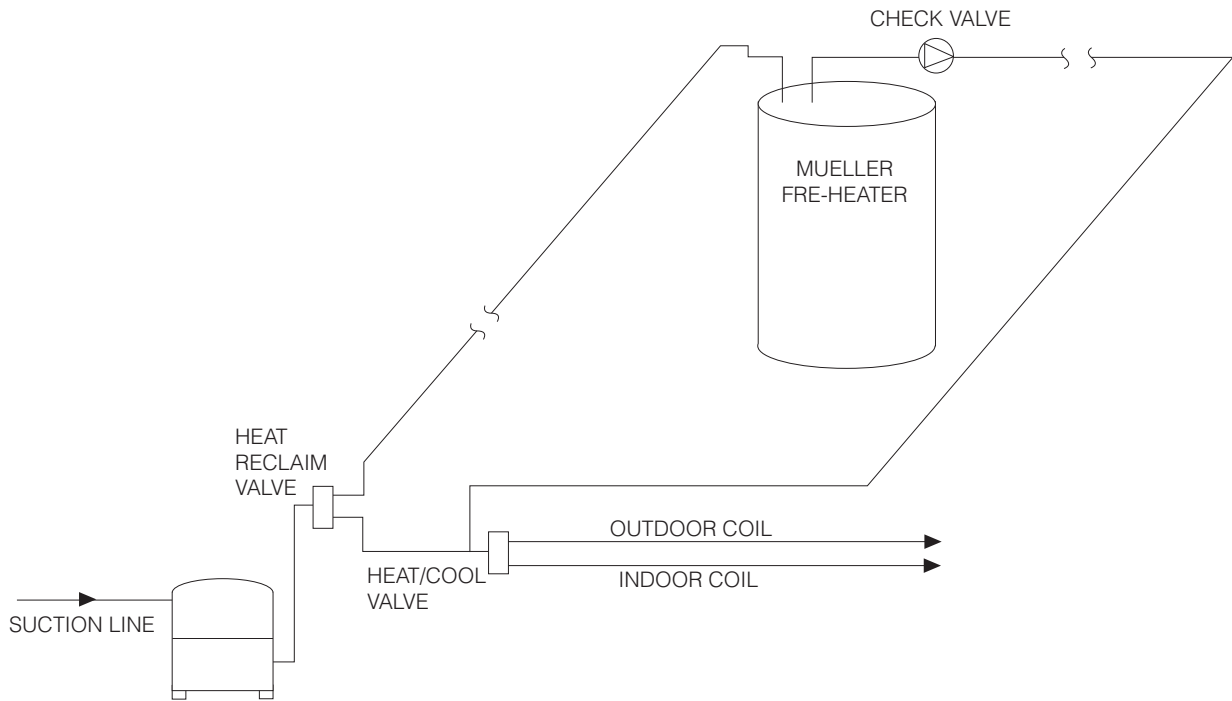 CHECK VALVE
MUELLER
FRE-HEATER
HEAT
RECLAIM
VALVE
OUTDOOR COIL
HEAT/COOL
VALVE
INDOOR COIL
SUCTION LINE